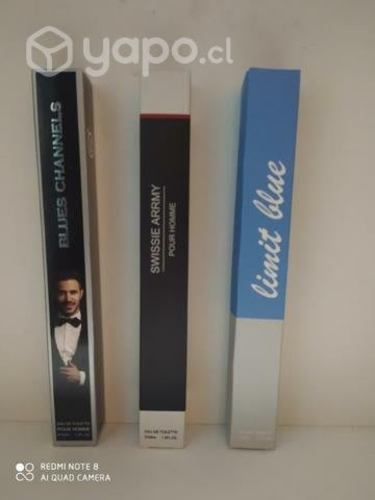 yapo.cl
BLUES CHANNELS
EAU DE TOILETTE
POUR HOMME
SWISSIE ARRMY
POUR HOMME
EAU DE TOILETTE
limit blue
REDMI NOTE 8
AI QUAD CAMERA